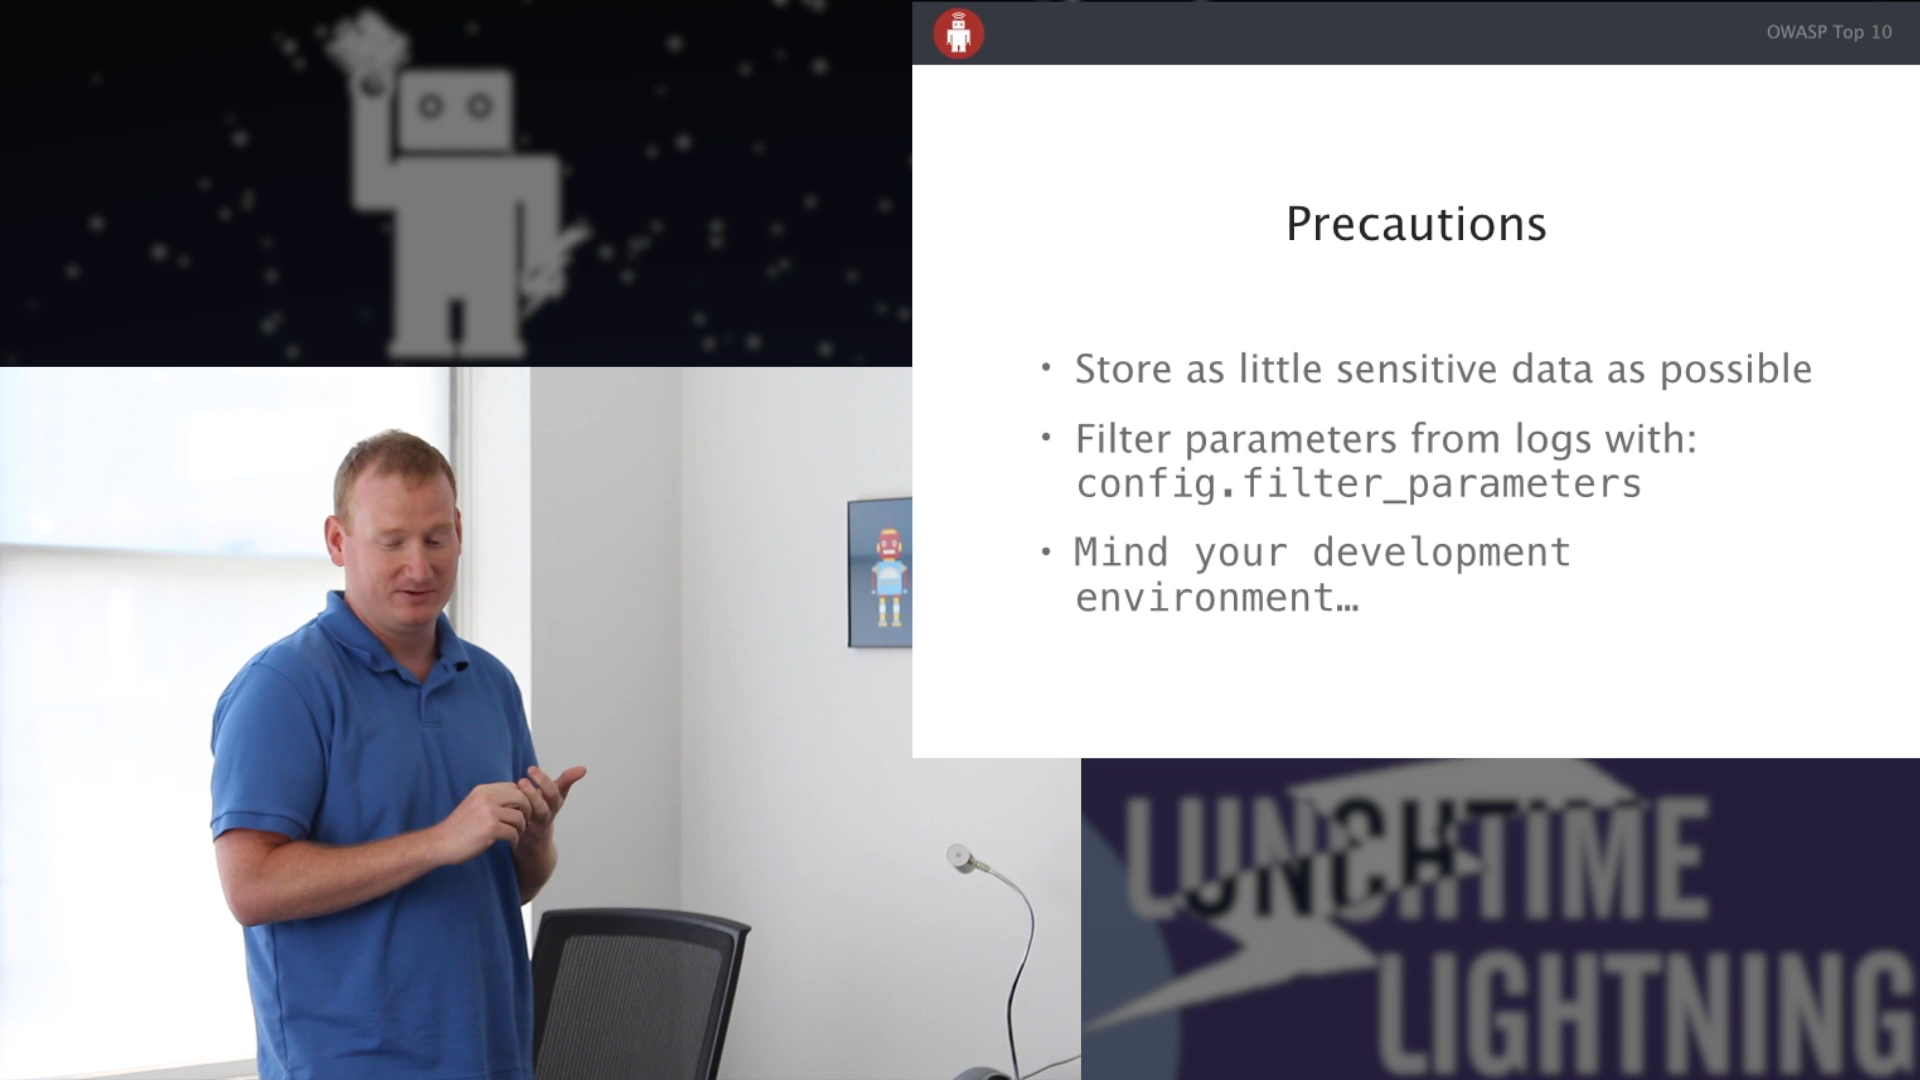 OWASP Top 10
Precautions
• Store as little sensitive data as possible
• Filter parameters from logs with:
config.filter_parameters
• Mind your development
environment…
LUNCHTIME
LIGHTNING